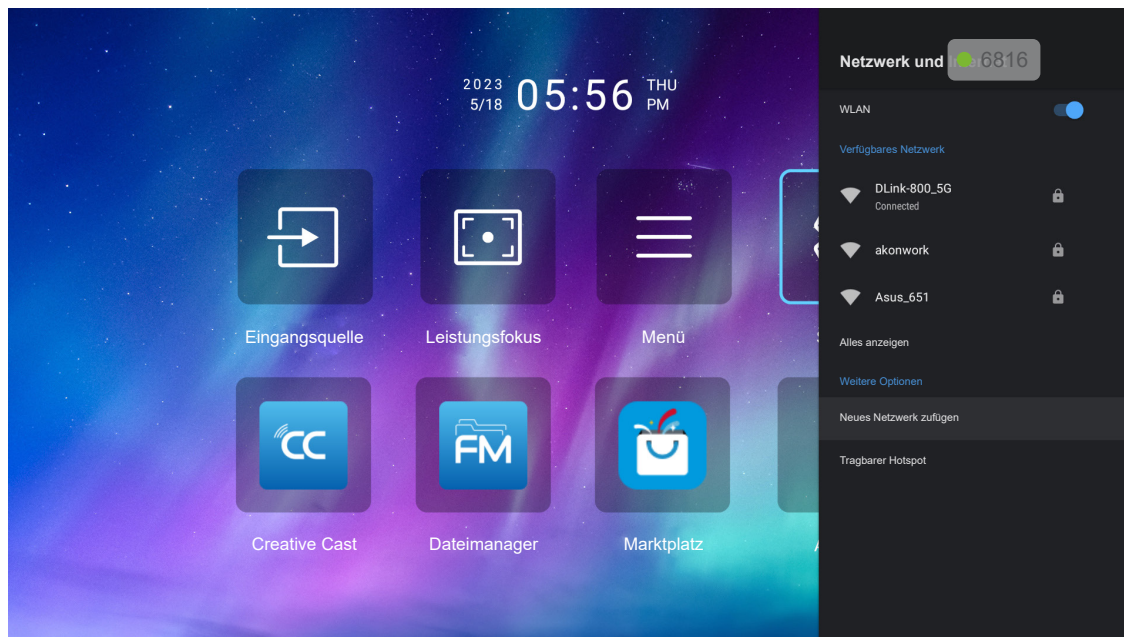 2023
5/18
05:56
THU
PM
Eingangsquelle
Leistungsfokus
Menü
CC
FM
Creative Cast
Dateimanager
Marktplatz
Netzwerk und
6816
WLAN
Verfügbares Netzwerk
DLink-800_5G
Connected
akonwork
Asus_651
Alles anzeigen
Weitere Optionen
Neues Netzwerk zufügen
Tragbarer Hotspot